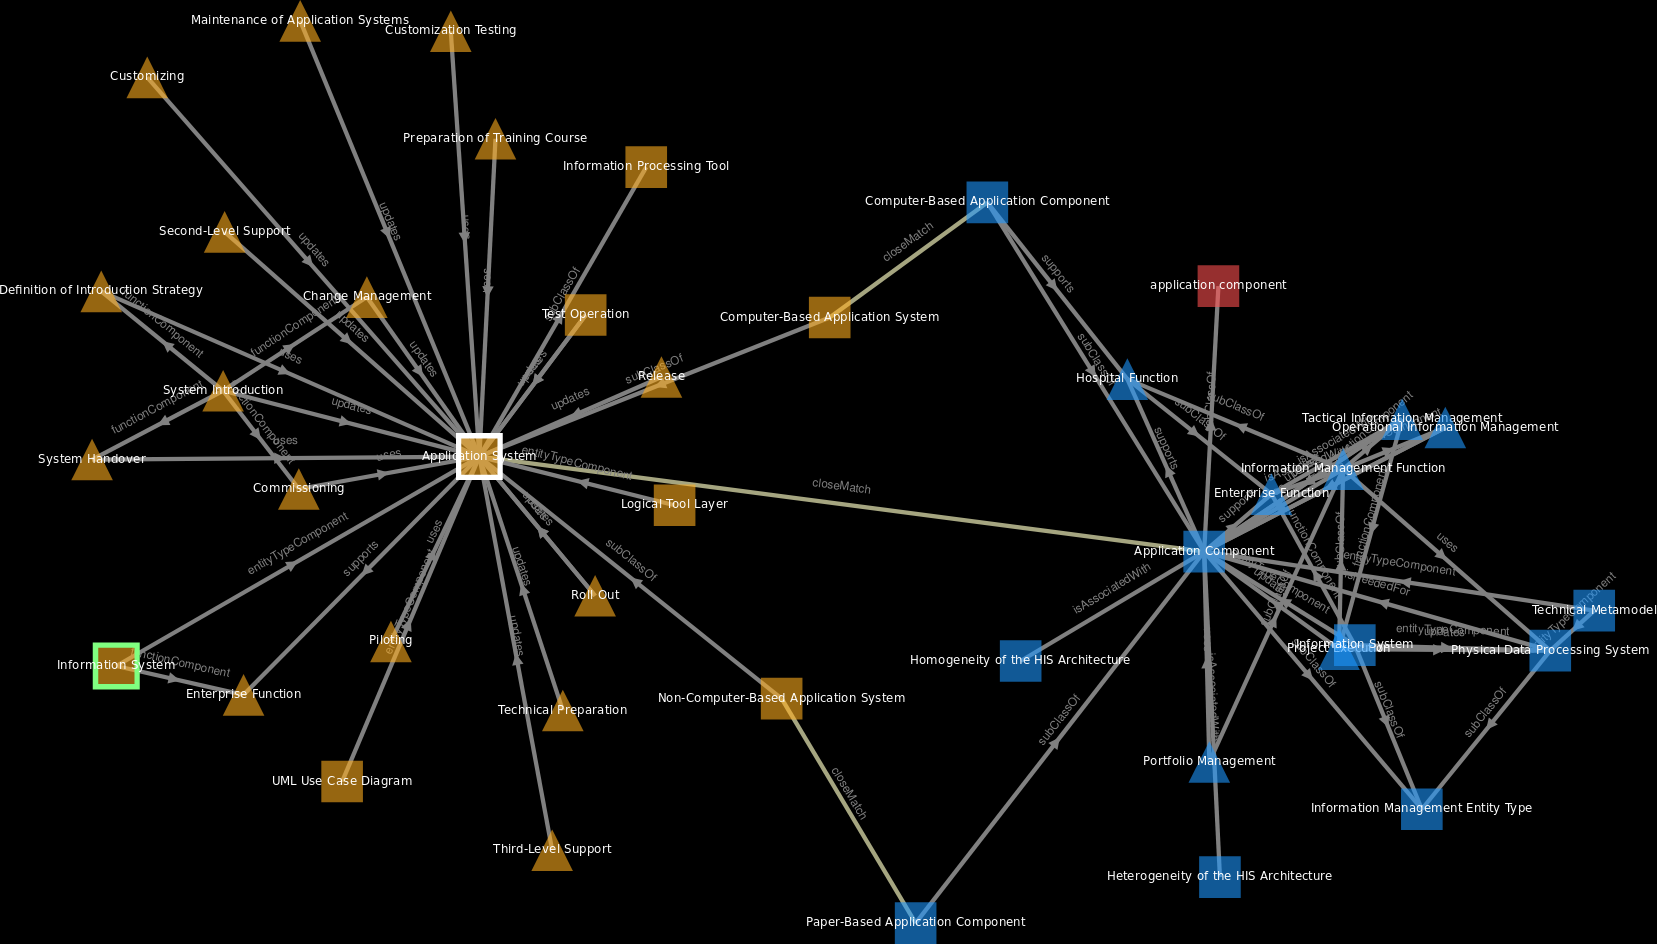 Maintenance of Application Systems
Customization Testing
Customizing
Preparation of Training Course
Information Processing Tool
Computer-Based Application Component
updates
updates
uses
uses
closeMatch
supports
Second-Level Support
Definition of Introduction Strategy
Change Management
subClassOf
Test Operation
Computer-Based Application System
application component
functionComponent
functionComponent
updates
uses
updates
updates
subClassOf
Release
Hospital Function
subClassOf
System Introduction
functionComponent
updates
updates
subClassOf
subClassOf
Tactical Information Management
Operational Information Management
System Handover
uses
uses
Application System
entityTypeComponent
closeMatch
supports
Information Management Function
Enterprise Function
Commissioning
Logical Tool Layer
updates
functionComponent
functionComponent
uses
Application Component
entityTypeComponent
supports
uses
updates
subClassOf
isAssociatedWith
entityTypeComponent
Roll Out
Technical Metamodel
Piloting
Information System
functionComponent
Enterprise Function
updates
Homogeneity of the HIS Architecture
Information System
Project Execution
entityTypeComponent
Physical Data Processing System
Non-Computer-Based Application System
Technical Preparation
subClassOf
subClassOf
subClassOf
UML Use Case Diagram
closeMatch
Portfolio Management
Information Management Entity Type
Third-Level Support
Heterogeneity of the HIS Architecture
Paper-Based Application Component